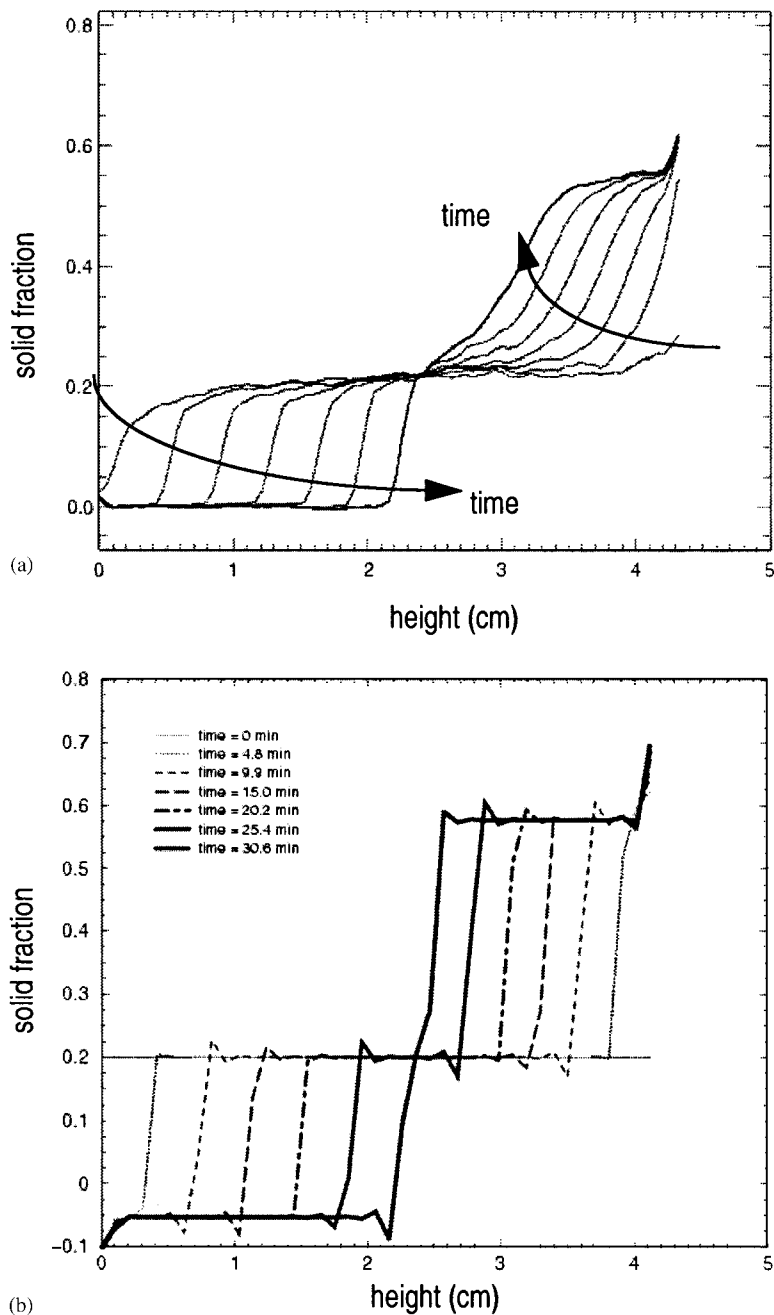 0.8
0.6
0.4
0.2
0.0
solid fraction
time
time
0 1 2 3 4 5
(a)
height (cm)
0.8
0.7
0.6
0.5
0.4
0.3
0.2
0.1
0
−0.1
solid fraction
time = 0 min
time = 4.8 min
time = 9.9 min
time = 15.0 min
time = 20.2 min
time = 25.4 min
time = 30.6 min
0 1 2 3 4 5
(b)
height (cm)